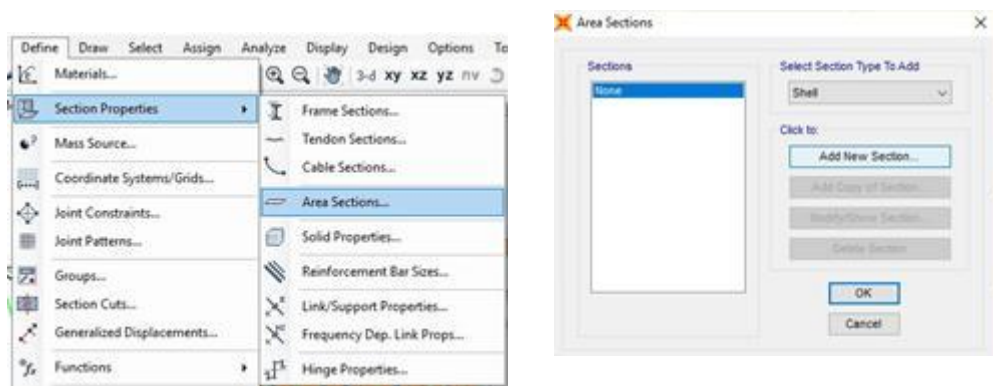 Define Draw Select Assign Analyze Display Design Options To
3-d xy xz yz nv
Materials...
Section Properties
Mass Source...
Coordinate Systems/Grids...
Joint Constraints...
Joint Patterns...
Groups...
Section Cuts...
Generalized Displacements...
Functions
Frame Sections...
Tendon Sections...
Cable Sections...
Area Sections...
Solid Properties...
Reinforcement Bar Sizes...
Link/Support Properties...
Frequency Dep. Link Props...
Hinge Properties...
Area Sections
Sections
None
Select Section Type To Add
Shell
Click to:
Add New Section...
Add Copy of Section...
Modify/Show Section...
Delete Section
OK
Cancel